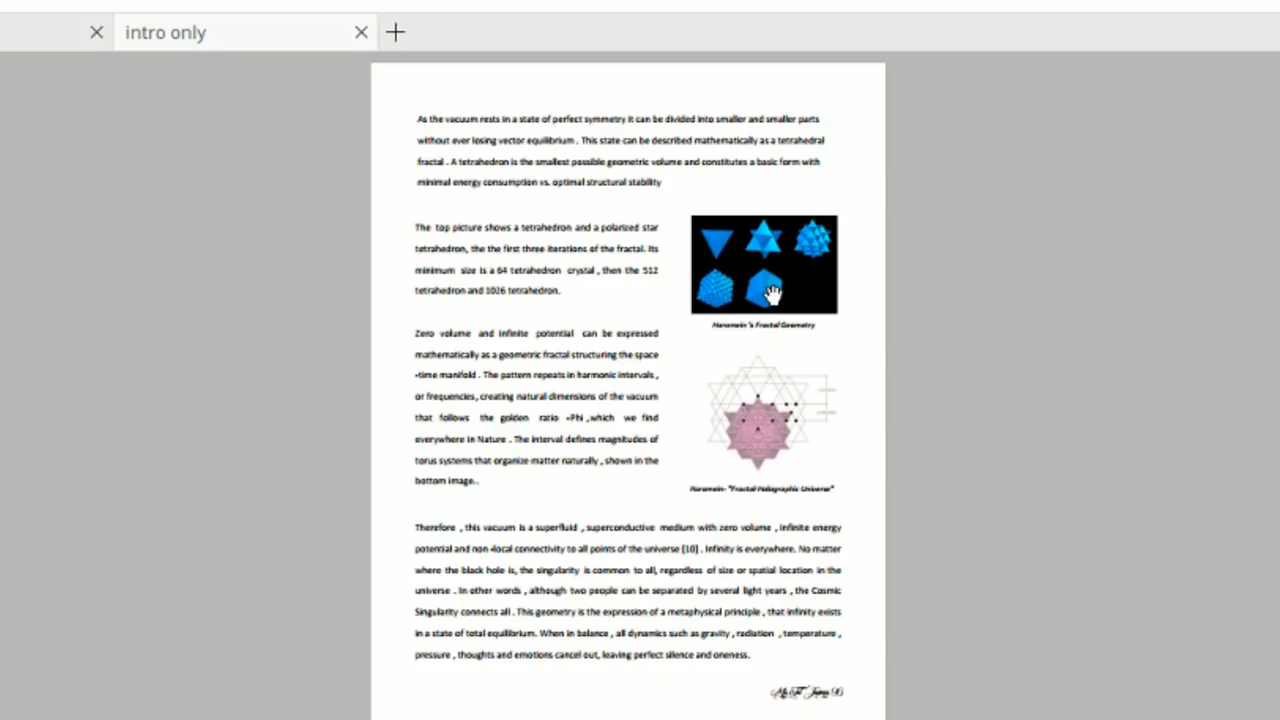 intro only
As the vacuum rests in a state of perfect symmetry it can be divided into smaller and smaller parts
without ever losing vector equilibrium . This state can be described mathematically as a tetrahedral
fractal . A tetrahedron is the smallest possible geometric volume and constitutes a basic form with
minimal energy consumption vs. optimal structural stability
The top picture shows a tetrahedron and a polarized star
tetrahedron, the the first three iterations of the fractal. Its
minimum size is a 64 tetrahedron crystal , then the 512
tetrahedron and 1026 tetrahedron.
Haramein 's Fractal Geometry
Zero volume and infinite potential can be expressed
mathematically as a geometric fractal structuring the space
-time manifold . The pattern repeats in harmonic intervals ,
or frequencies, creating natural dimensions of the vacuum
that follows the golden ratio -Phi ,which we find
everywhere in Nature . The interval defines magnitudes of
torus systems that organize matter naturally , shown in the
bottom image..
Haramein- "Fractal Holographic Universe"
Therefore , this vacuum is a superfluid , superconductive medium with zero volume , infinite energy
potential and non -local connectivity to all points of the universe [10] . Infinity is everywhere. No matter
where the black hole is, the singularity is common to all, regardless of size or spatial location in the
universe . In other words , although two people can be separated by several light years , the Cosmic
Singularity connects all . This geometry is the expression of a metaphysical principle , that infinity exists
in a state of total equilibrium. When in balance , all dynamics such as gravity , radiation , temperature ,
pressure , thoughts and emotions cancel out, leaving perfect silence and oneness.